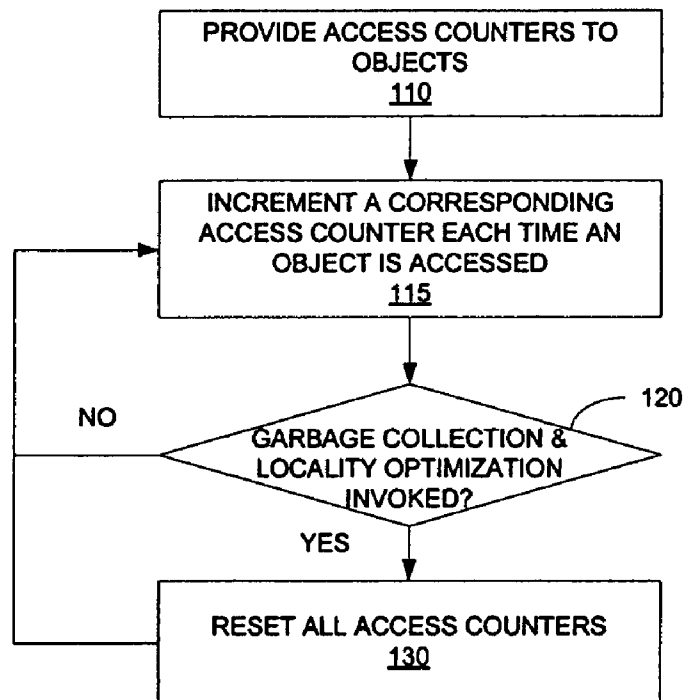 PROVIDE ACCESS COUNTERS TO
OBJECTS
110
INCREMENT A CORRESPONDING
ACCESS COUNTER EACH TIME AN
OBJECT IS ACCESSED
115
120
NO
GARBAGE COLLECTION &
LOCALITY OPTIMIZATION
INVOKED?
YES
RESET ALL ACCESS COUNTERS
130